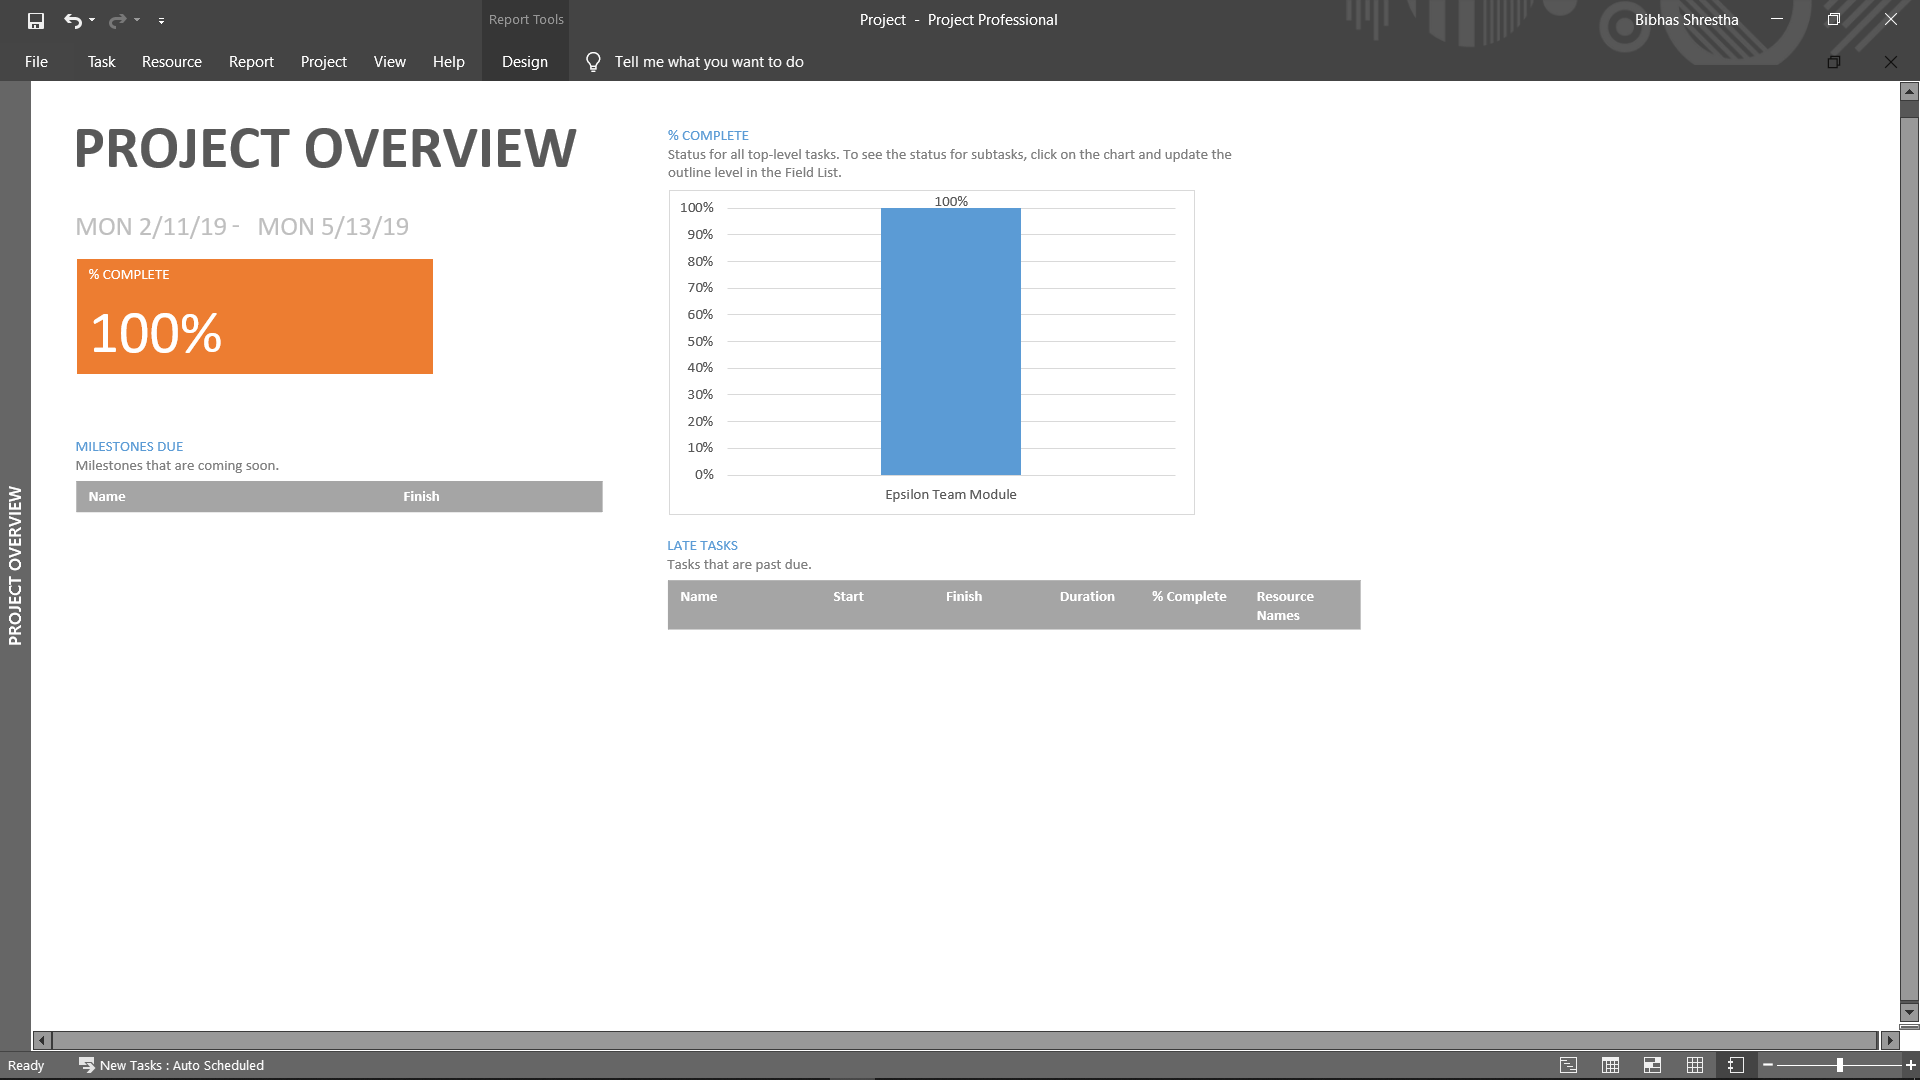 Report Tools
Project - Project Professional
Bibhas Shrestha
File Task Resource Report Project View Help Design Tell me what you want to do
PROJECT OVERVIEW
PROJECT OVERVIEW
MON 2/11/19 - MON 5/13/19
% COMPLETE
100%
MILESTONES DUE
Milestones that are coming soon.
Name Finish
% COMPLETE
Status for all top-level tasks. To see the status for subtasks, click on the chart and update the
outline level in the Field List.
100%
100%
90%
80%
70%
60%
50%
40%
30%
20%
10%
0%
Epsilon Team Module
LATE TASKS
Tasks that are past due.
Name Start Finish Duration % Complete Resource
Names
Ready New Tasks : Auto Scheduled